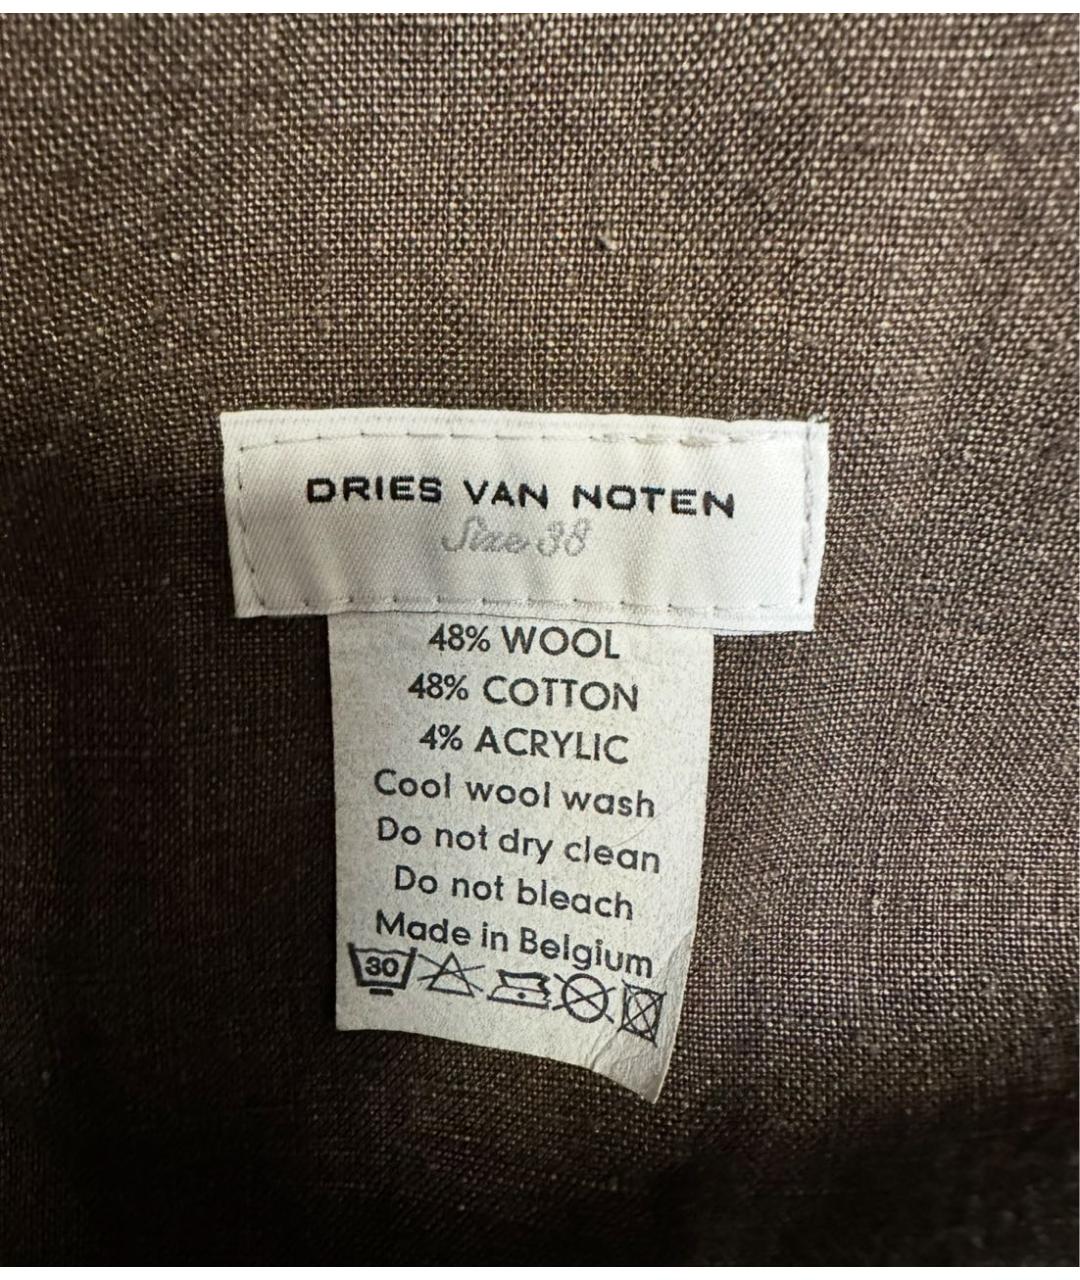 DRIES VAN NOTEN
Size 38
48% WOOL
48% COTTON
4% ACRYLIC
Cool wool wash
Do not dry clean
Do not bleach
Made in Belgium
30